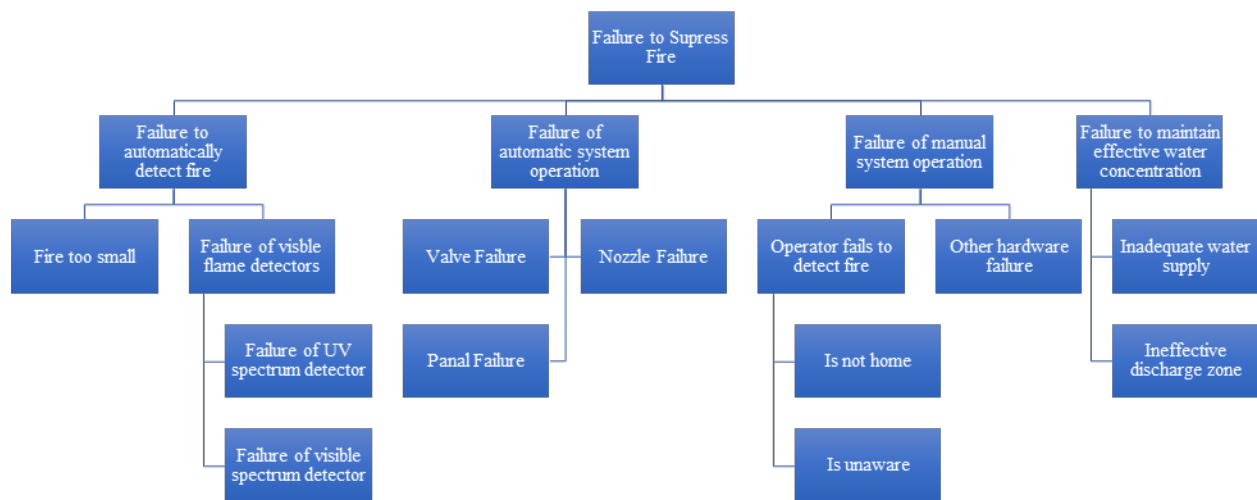 Failure to Supress
Fire
Failure to
automatically
detect fire
Failure of
automatic system
operation
Failure of manual
system operation
Failure to maintain
effective water
concentration
Fire too small
Failure of visble
flame detectors
Valve Failure
Nozzle Failure
Operator fails to
detect fire
Other hardware
failure
Inadequate water
supply
Failure of UV
spectrum detector
Panal Failure
Is not home
Ineffective
discharge zone
Failure of visible
spectrum detector
Is unaware